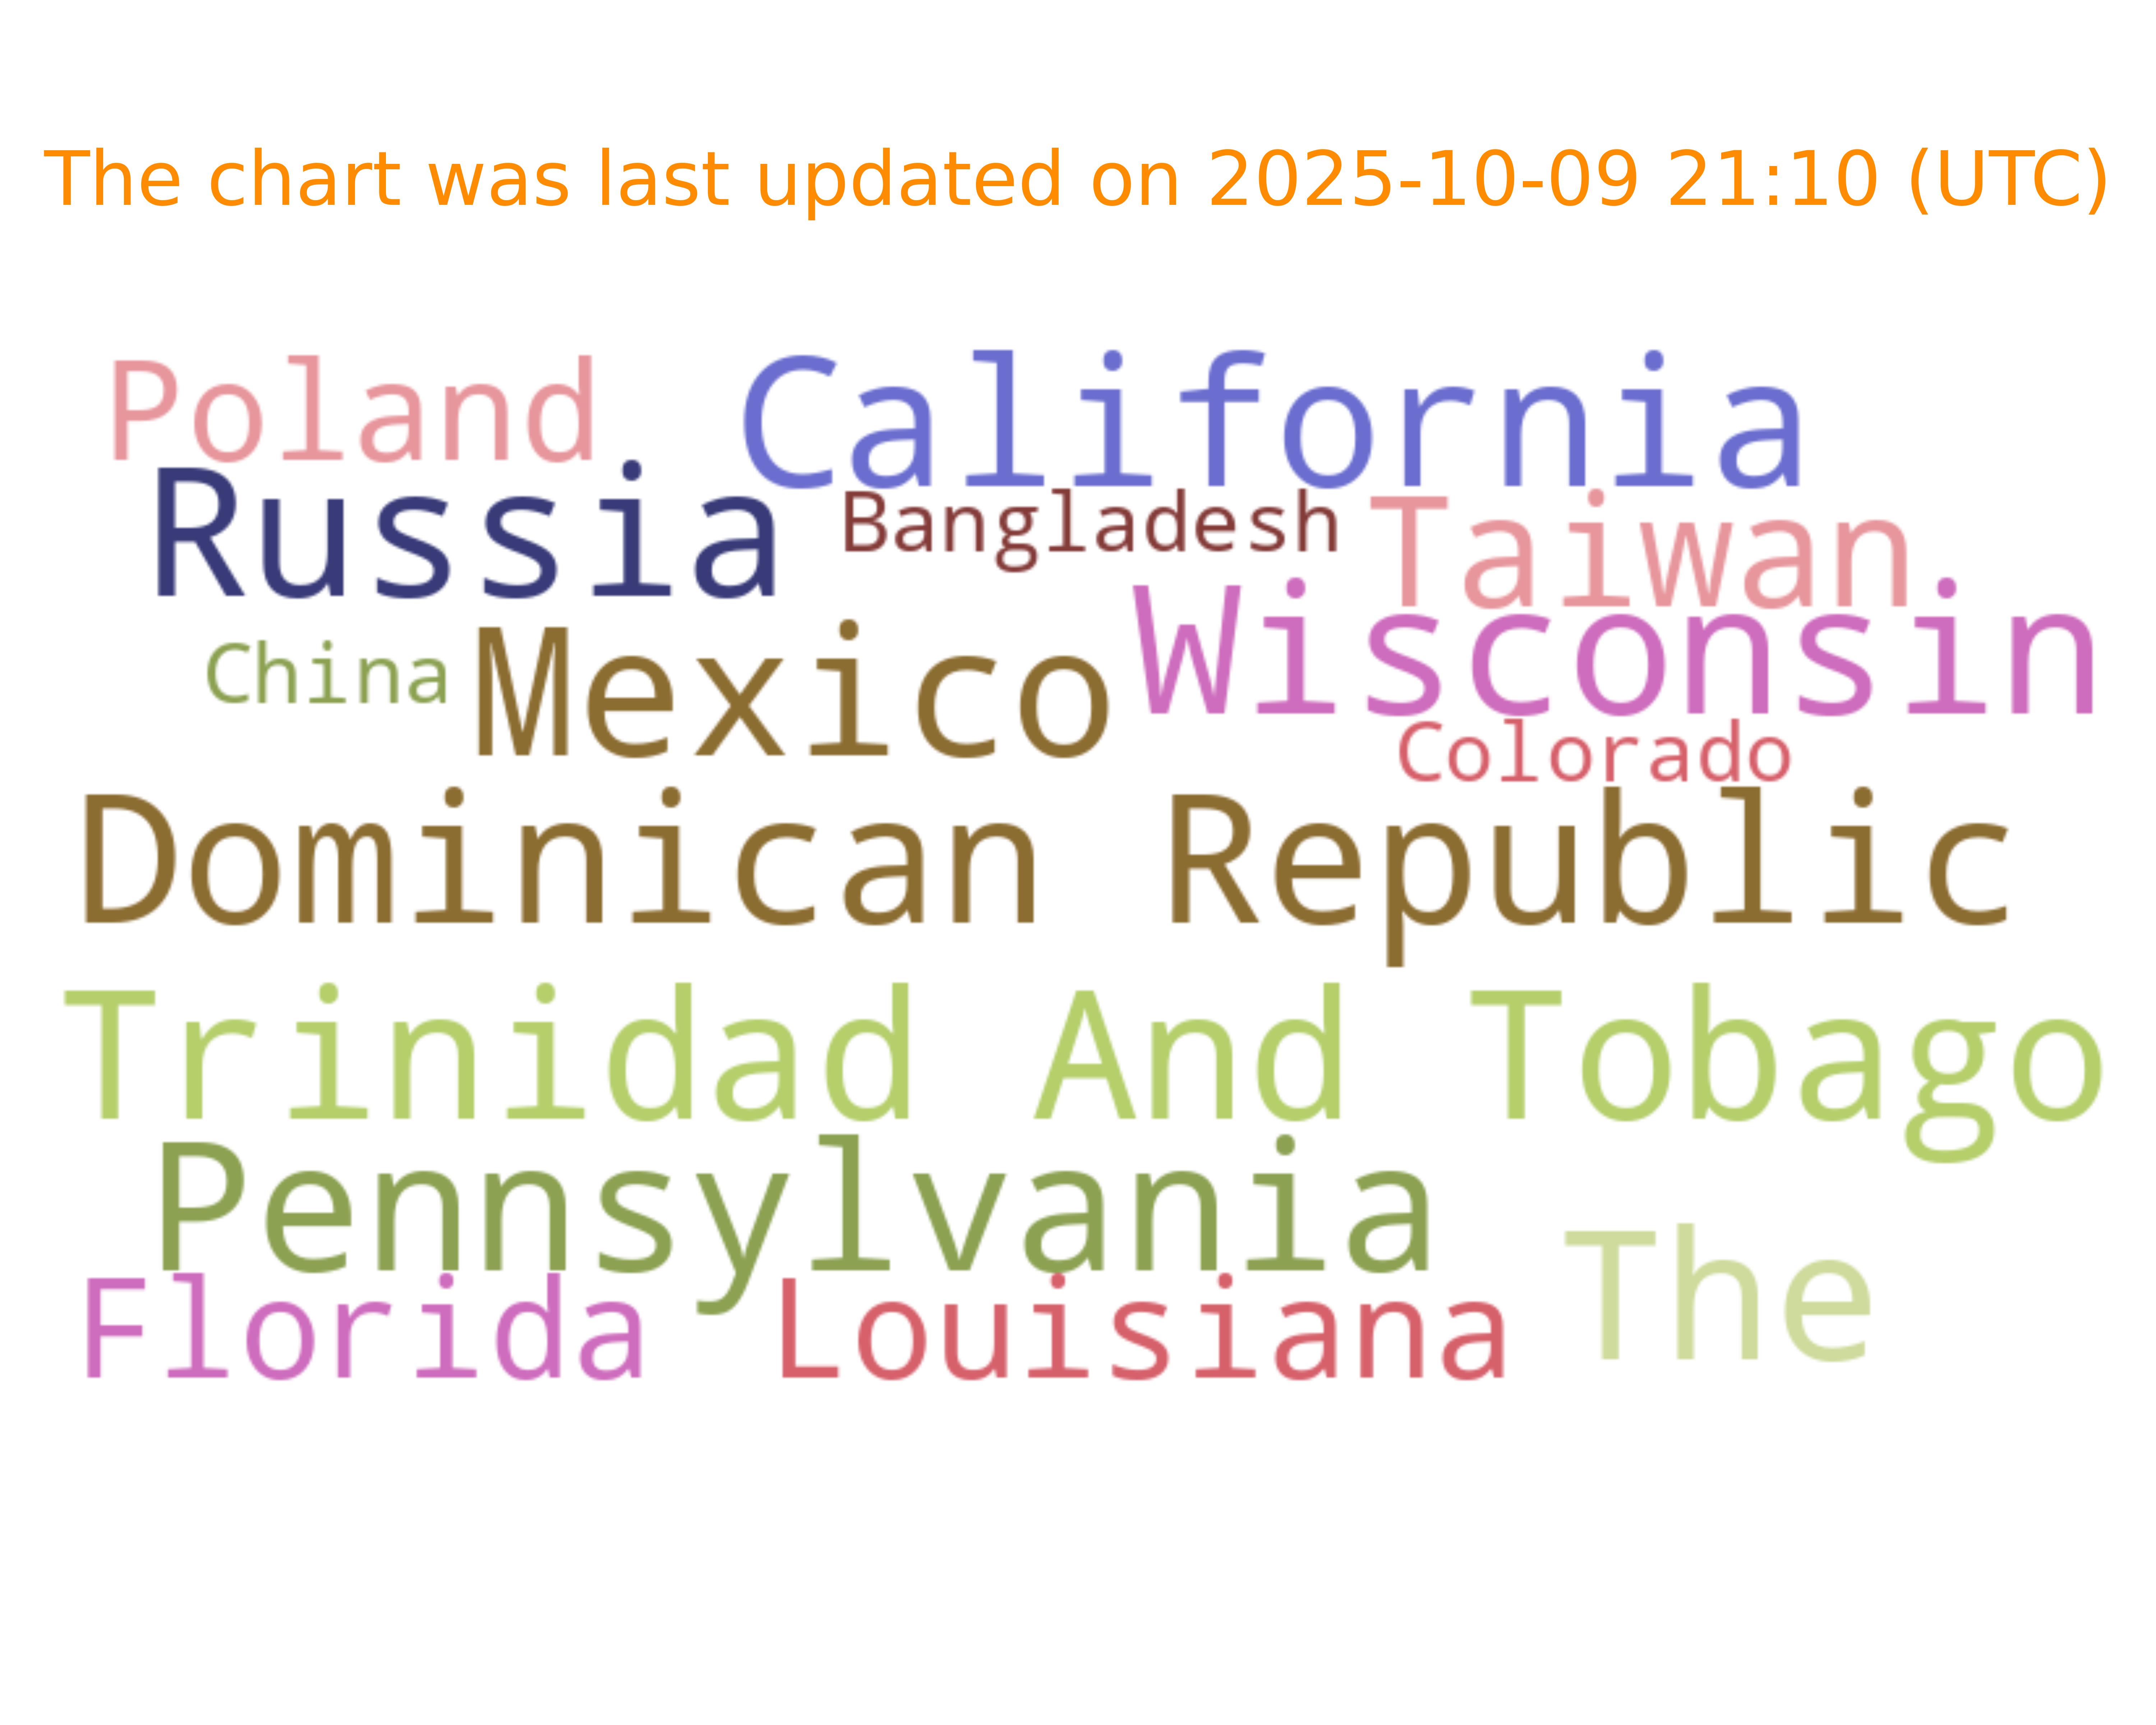 The chart was last updated on 2025-10-09 21:10 (UTC)
Poland California
Russia Bangladesh Taiwan
China Mexico Wisconsin
Colorado
Dominican Republic
Trinidad And Tobago
Pennsylvania The
Florida Louisiana